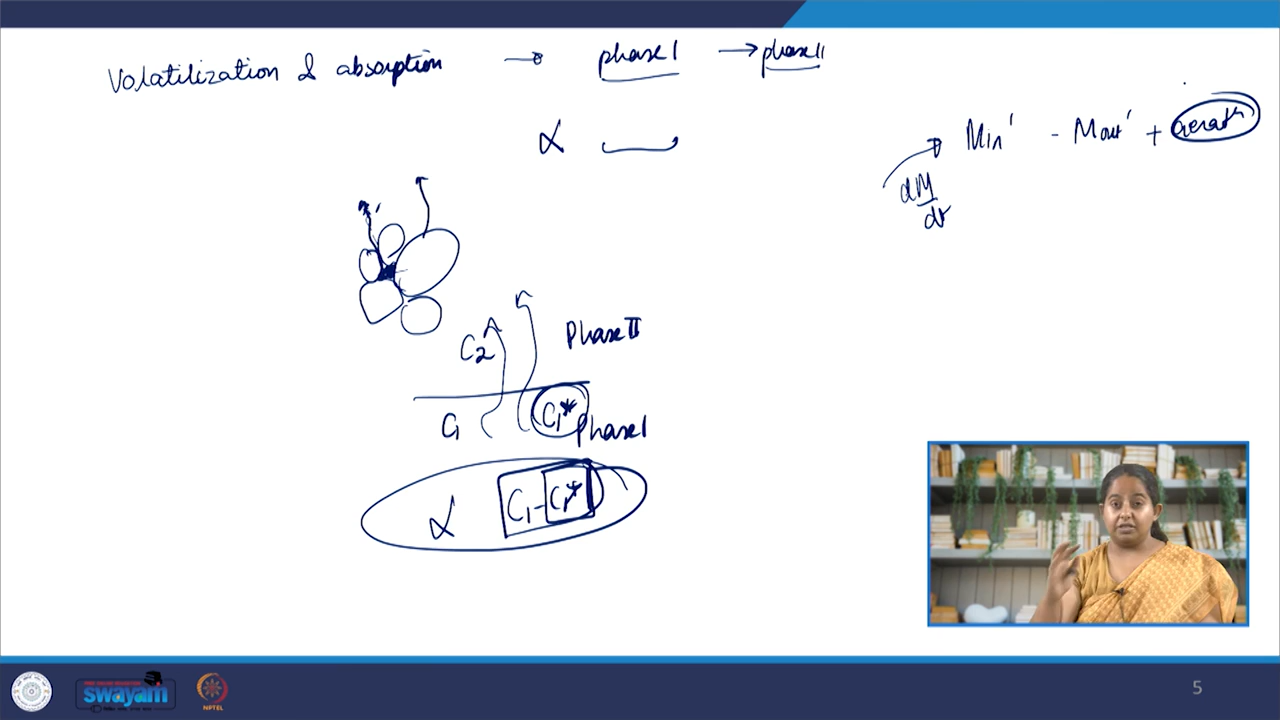 Volatilization & absorption → phase I → phase II
Min' - Mout' +
dM/dt
α
Phase II
C2
C1
C1*
Phase I
α C1 - C1*
swayam
NPTEL
5